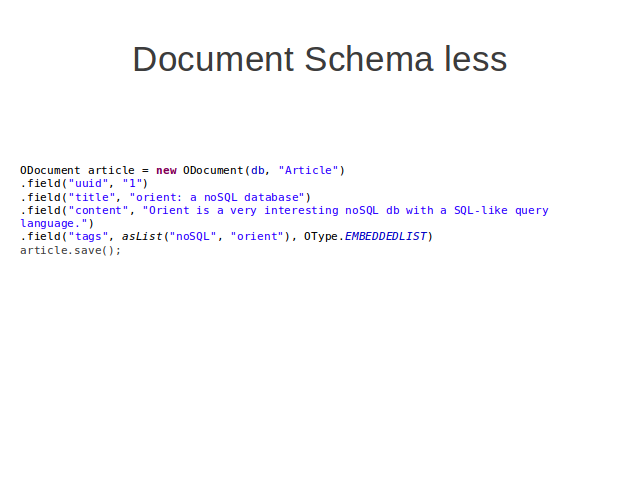 Document Schema less
ODocument article = new ODocument(db, "Article")
.field("uuid", "1")
.field("title", "orient: a noSQL database")
.field("content", "Orient is a very interesting noSQL db with a SQL-like query
language.")
.field("tags", asList("noSQL", "orient"), OType.EMBEDDEDLIST)
article.save();